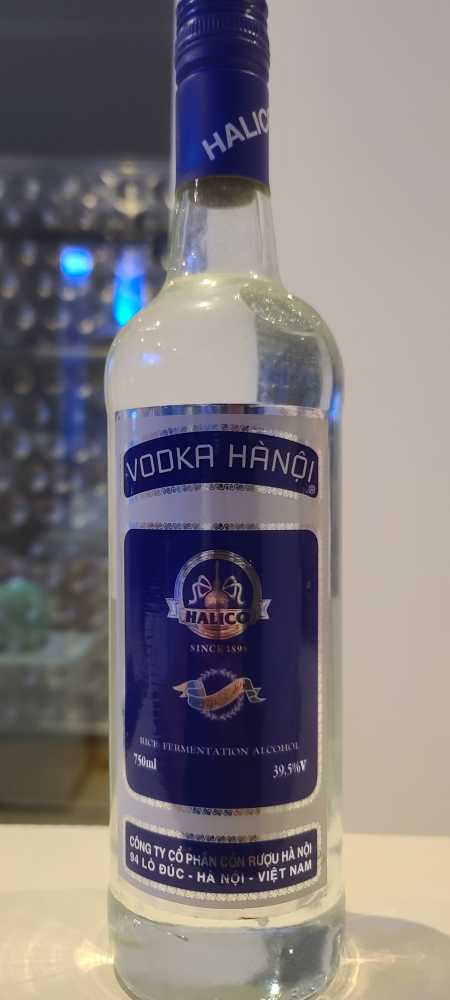 HALICO
VODKA HÀNỘI
®
HALICO
SINCE 1898
RICE FERMENTATION ALCOHOL
750ml 39,5%V
CÔNG TY CỔ PHẦN CỒN RƯỢU HÀ NỘI
94 LÒ ĐÚC - HÀ NỘI - VIỆT NAM